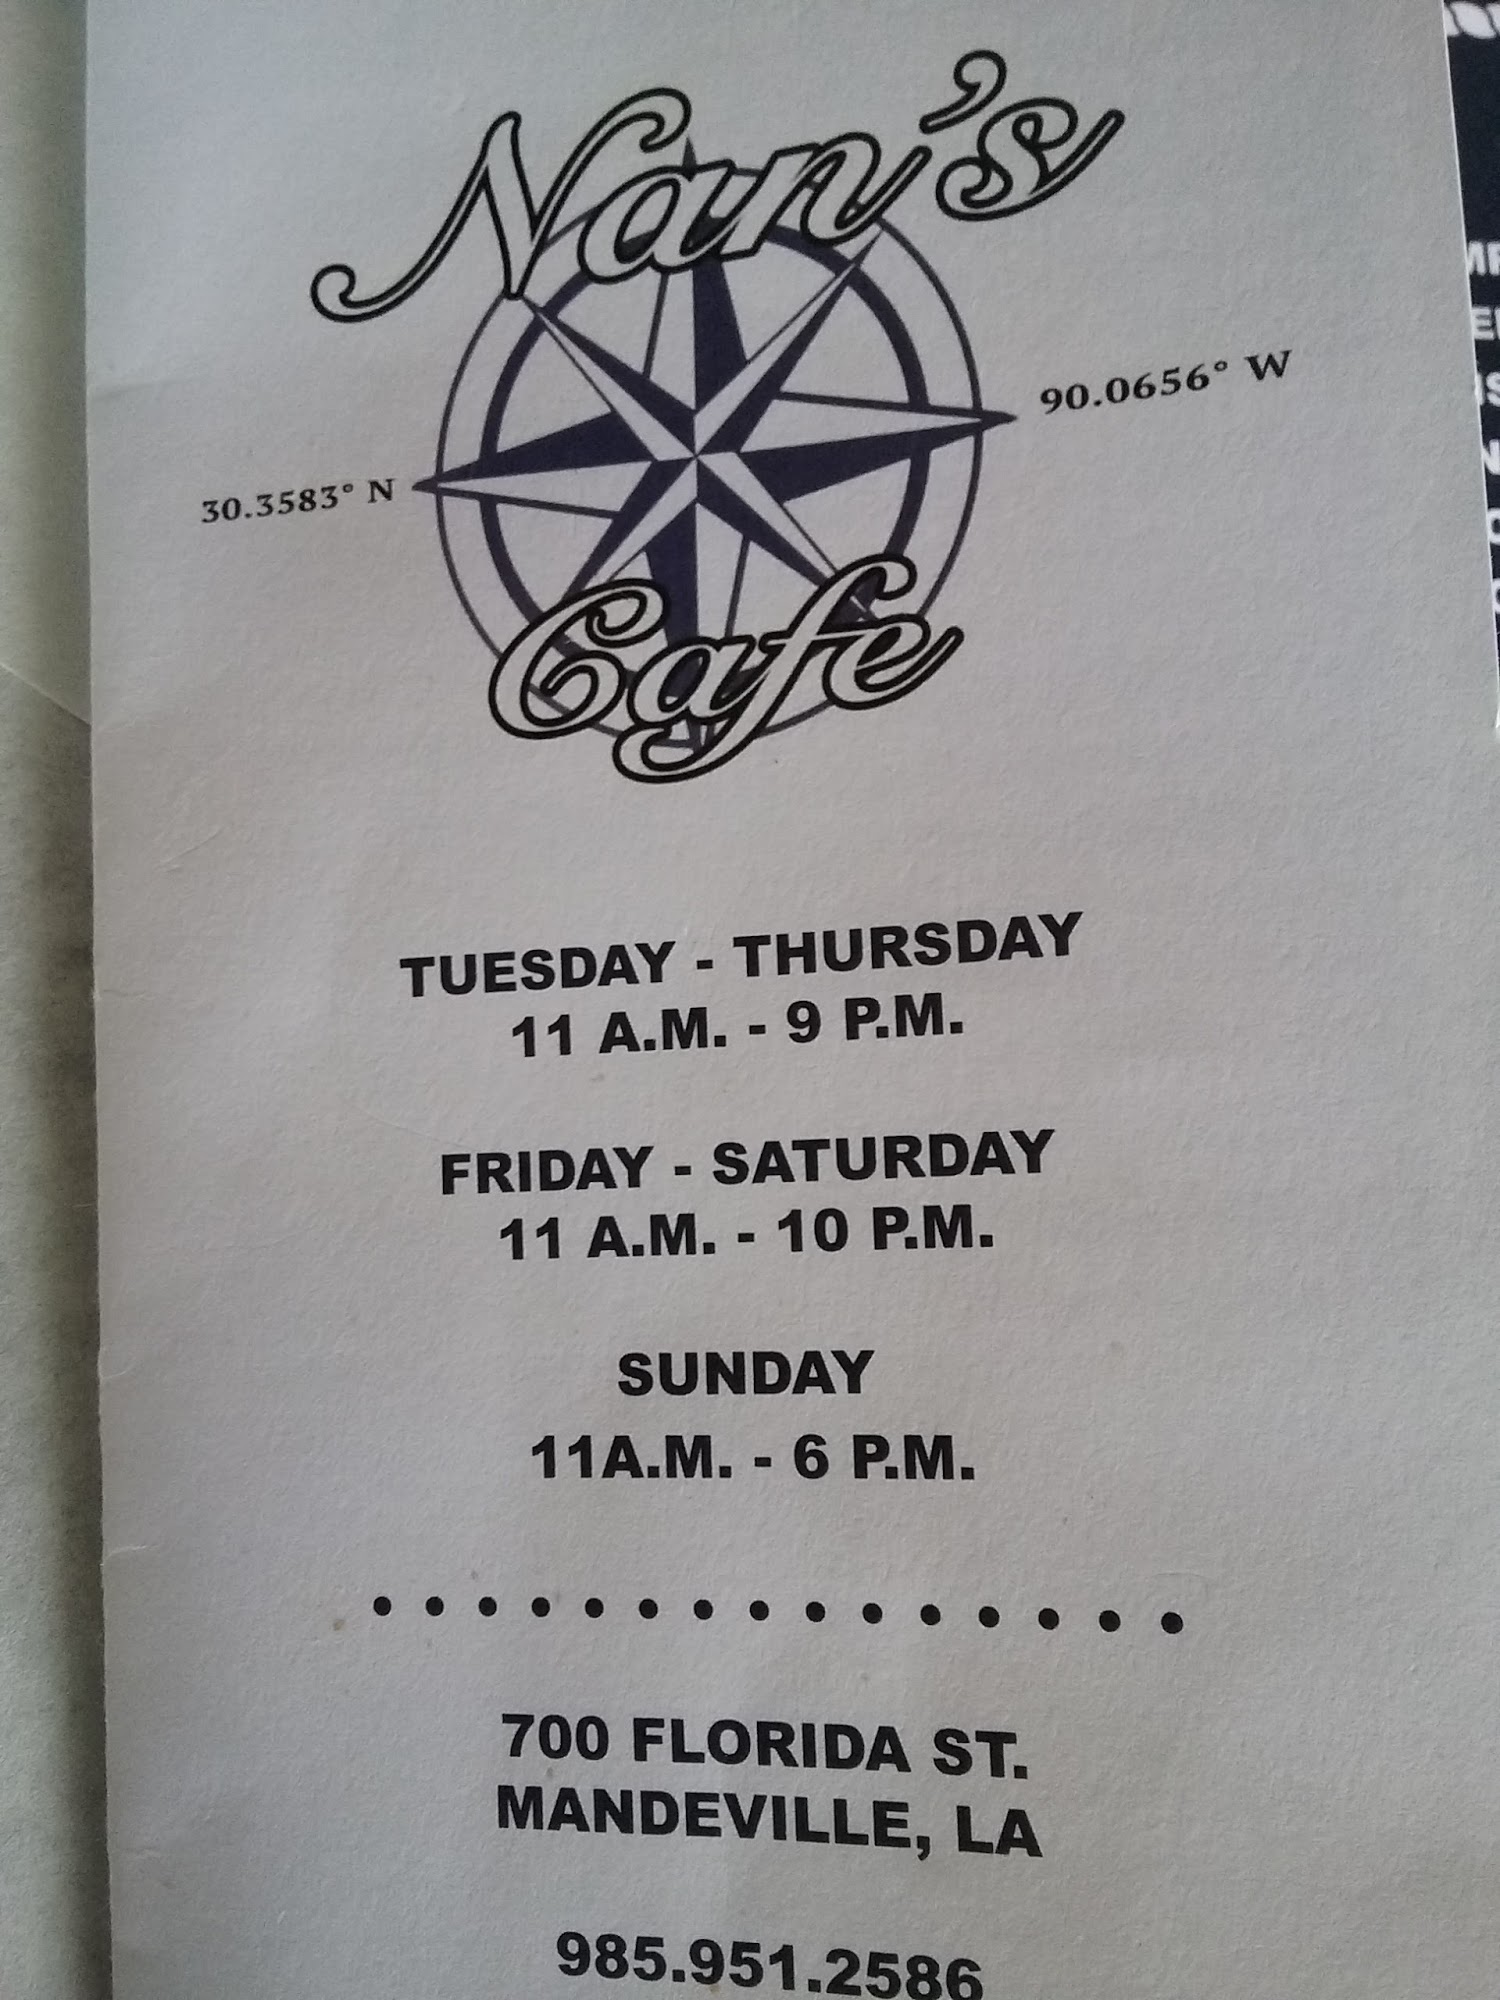 Nan's
90.0656° W
30.3583° N
Cafe
TUESDAY - THURSDAY
11 A.M. - 9 P.M.
FRIDAY - SATURDAY
11 A.M. - 10 P.M.
SUNDAY
11A.M. - 6 P.M.
700 FLORIDA ST.
MANDEVILLE, LA
985.951.2586